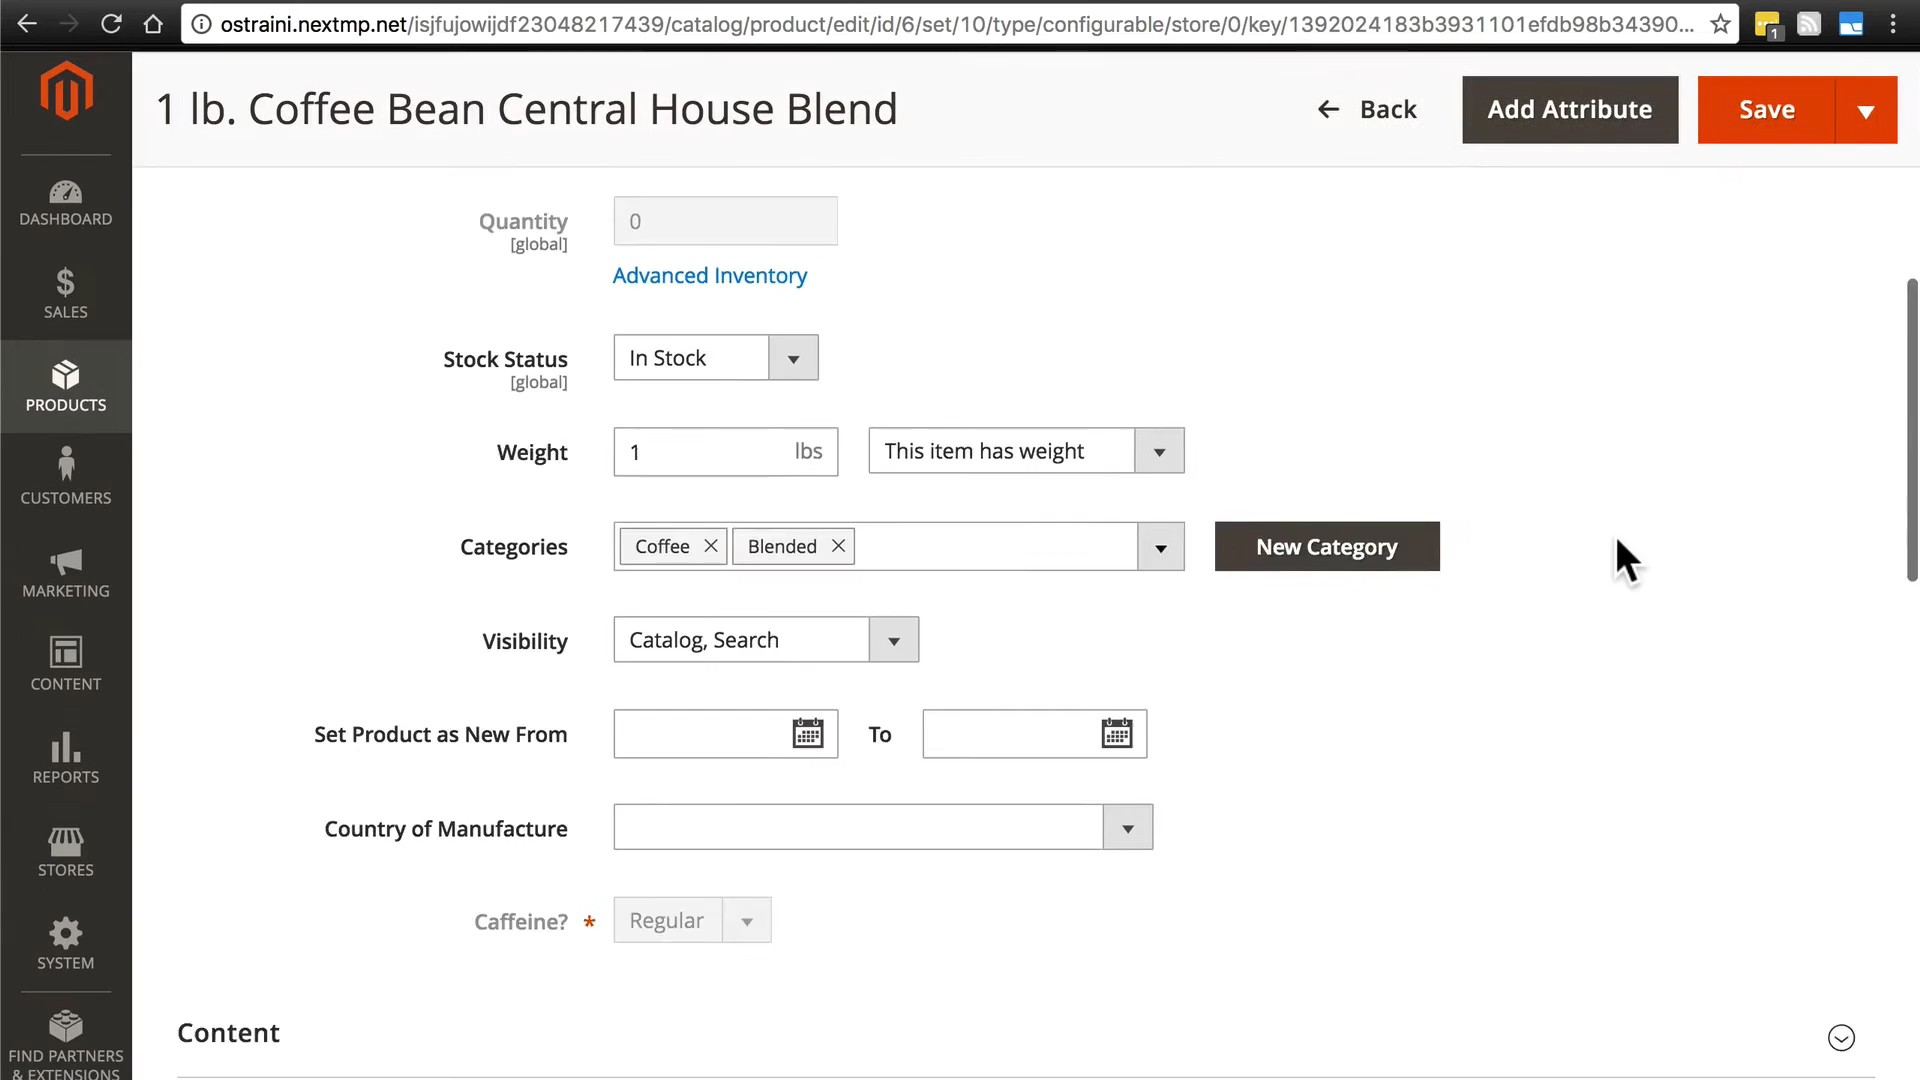 ostraini.nextmp.net/isjfujowijdf23048217439/catalog/product/edit/id/6/set/10/type/configurable/store/0/key/1392024183b3931101efdb98b34390...
1
1 lb. Coffee Bean Central House Blend
Back
Add Attribute
Save
DASHBOARD
SALES
PRODUCTS
CUSTOMERS
MARKETING
CONTENT
REPORTS
STORES
SYSTEM
FIND PARTNERS
& EXTENSIONS
Quantity
[global]
0
Advanced Inventory
Stock Status
[global]
In Stock
Weight
1 lbs
This item has weight
Categories
Coffee
Blended
New Category
Visibility
Catalog, Search
Set Product as New From
To
Country of Manufacture
Caffeine? *
Regular
Content